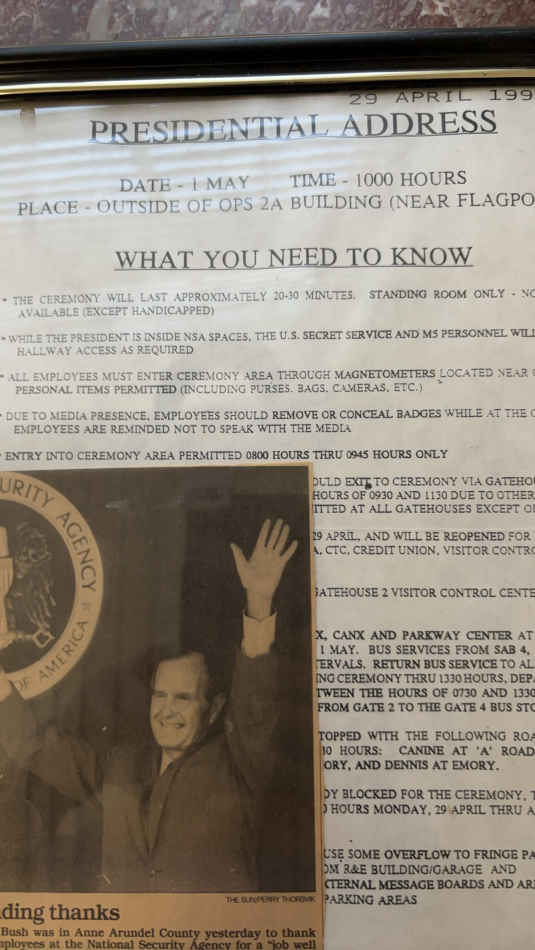 29 APRIL 199
PRESIDENTIAL ADDRESS
DATE - 1 MAY TIME - 1000 HOURS
PLACE - OUTSIDE OF OPS 2A BUILDING (NEAR FLAGPO
WHAT YOU NEED TO KNOW
* THE CEREMONY WILL LAST APPROXIMATELY 20-30 MINUTES. STANDING ROOM ONLY - NO
AVAILABLE (EXCEPT HANDICAPPED)
* WHILE THE PRESIDENT IS INSIDE NSA SPACES, THE U.S. SECRET SERVICE AND M5 PERSONNEL WILL
HALLWAY ACCESS AS REQUIRED
* ALL EMPLOYEES MUST ENTER CEREMONY AREA THROUGH MAGNETOMETERS LOCATED NEAR
PERSONAL ITEMS PERMITTED (INCLUDING PURSES, BAGS, CAMERAS, ETC.)
* DUE TO MEDIA PRESENCE, EMPLOYEES SHOULD REMOVE OR CONCEAL BADGES WHILE AT THE
EMPLOYEES ARE REMINDED NOT TO SPEAK WITH THE MEDIA
* ENTRY INTO CEREMONY AREA PERMITTED 0800 HOURS THRU 0945 HOURS ONLY
OULD EXIT TO CEREMONY VIA GATEHOU
HOURS OF 0930 AND 1130 DUE TO OTHER
ITTED AT ALL GATEHOUSES EXCEPT
29 APRIL, AND WILL BE REOPENED FOR
A, CTC, CREDIT UNION, VISITOR CONTRO
GATEHOUSE 2 VISITOR CONTROL CENTE
X, CANX AND PARKWAY CENTER AT
1 MAY. BUS SERVICES FROM SAB 4,
TERVALS. RETURN BUS SERVICE TO AL
ING CEREMONY THRU 1330 HOURS, DEPA
TWEEN THE HOURS OF 0730 AND 1330
FROM GATE 2 TO THE GATE 4 BUS STO
TOPPED WITH THE FOLLOWING ROA
30 HOURS: CANINE AT 'A' ROAD
ORY, AND DENNIS AT EMORY.
DY BLOCKED FOR THE CEREMONY,
0 HOURS MONDAY, 29 APRIL THRU
USE SOME OVERFLOW TO FRINGE PA
OM R&E BUILDING/GARAGE AND
XTERNAL MESSAGE BOARDS AND
PARKING AREAS
URITY AGENCY
OF AMERICA
THE SUN/PERRY THORSVIK
ding thanks
Bush was in Anne Arundel County yesterday to thank
mployees at the National Security Agency for a "job well